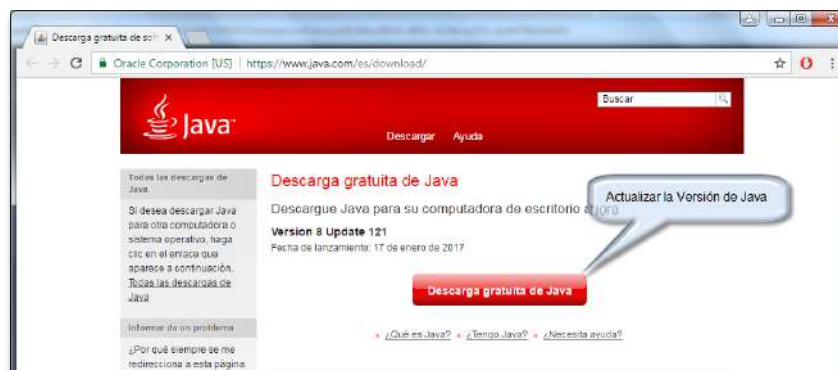 Descarga gratuita de sof
Oracle Corporation [US] | https://www.java.com/es/download/
Buscar
Java
Descargar Ayuda
Todas las descargas de
Java
Si desea descargar Java
para otra computadora o
sistema operativo, haga
clic en el enlace que
aparece a continuación.
Todas las descargas de
Java
Informar de un problema
¿Por qué siempre se me
redirecciona a esta página
Descarga gratuita de Java
Descargue Java para su computadora de escritorio ahora
Version 8 Update 121
Fecha de lanzamiento: 17 de enero de 2017
Actualizar la Versión de Java
Descarga gratuita de Java
¿Qué es Java? ¿Tengo Java? ¿Necesita ayuda?